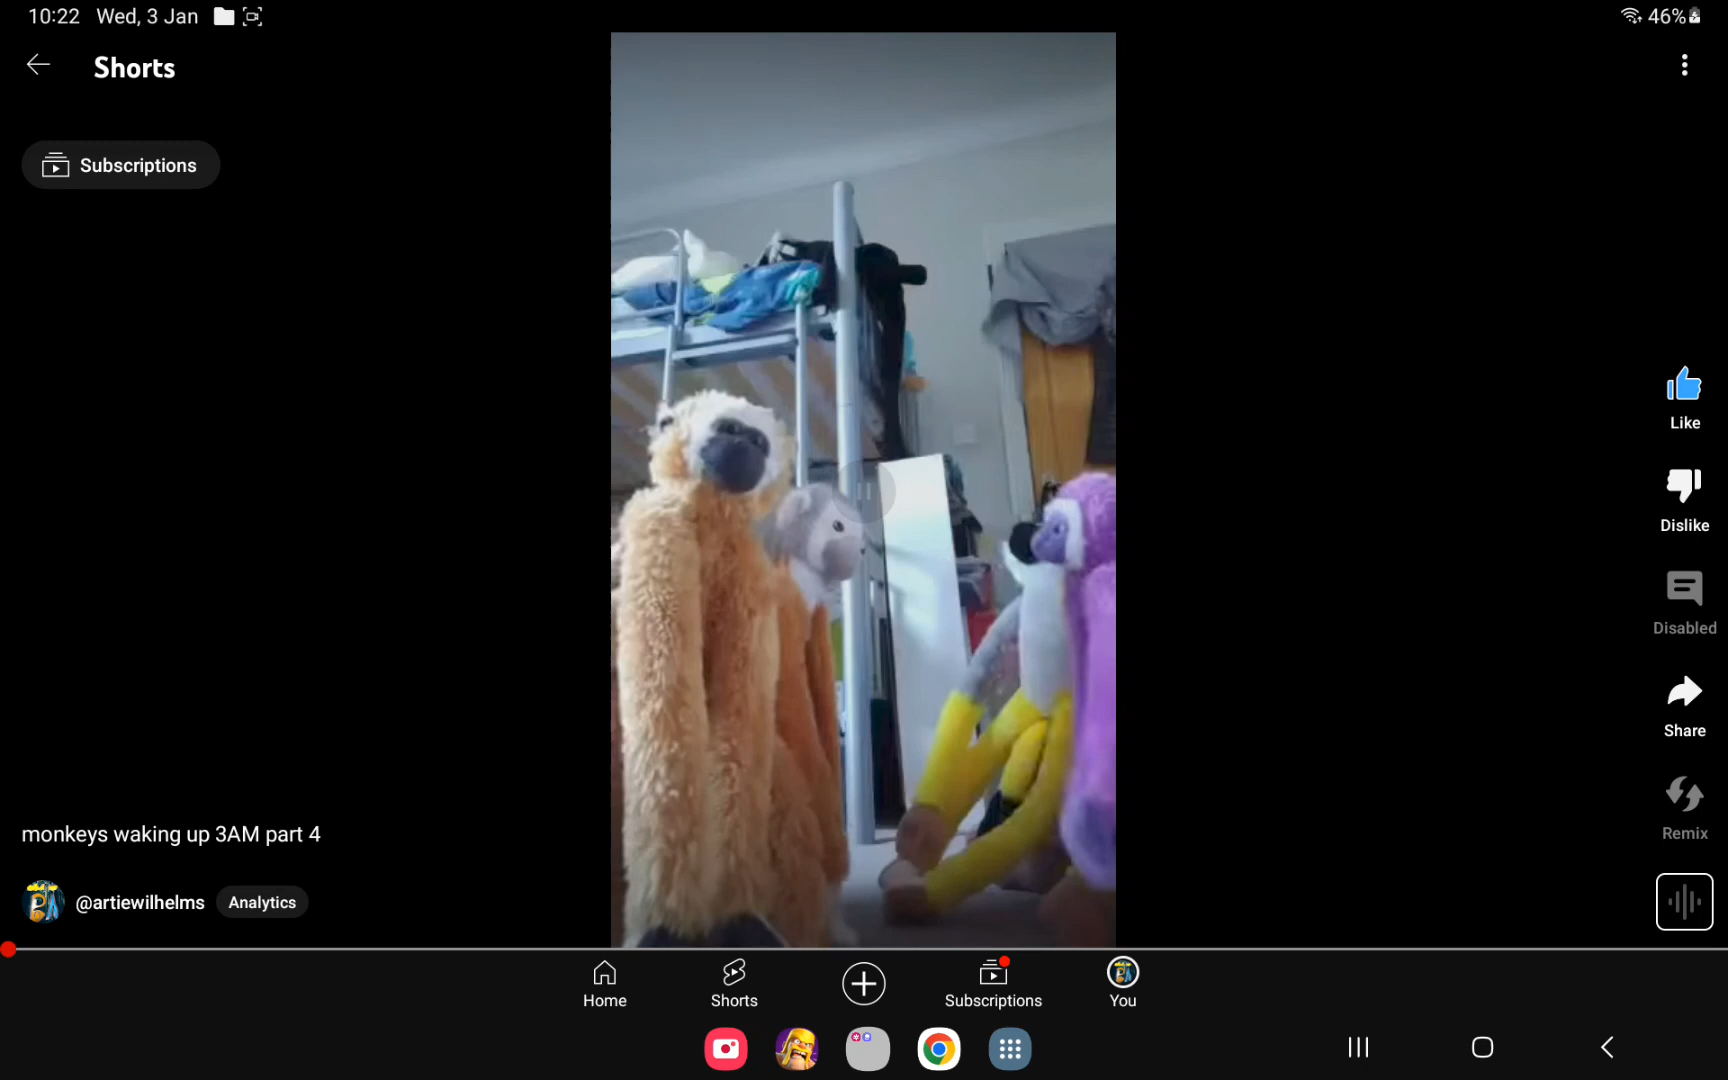 10:22 Wed, 3 Jan
46%
Shorts
Subscriptions
Like
Dislike
Disabled
Share
Remix
monkeys waking up 3AM part 4
@artiewilhelms Analytics
Home Shorts Subscriptions You